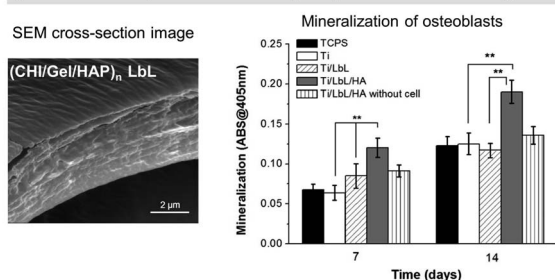 SEM cross-section image
(CHI/Gel/HAP)n LbL
2 μm
Mineralization of osteoblasts
Mineralization (ABS@405nm)
0.25
0.20
0.15
0.10
0.05
0.00
TCPS
Ti
Ti/LbL
Ti/LbL/HA
Ti/LbL/HA without cell
**
**
**
7
14
Time (days)